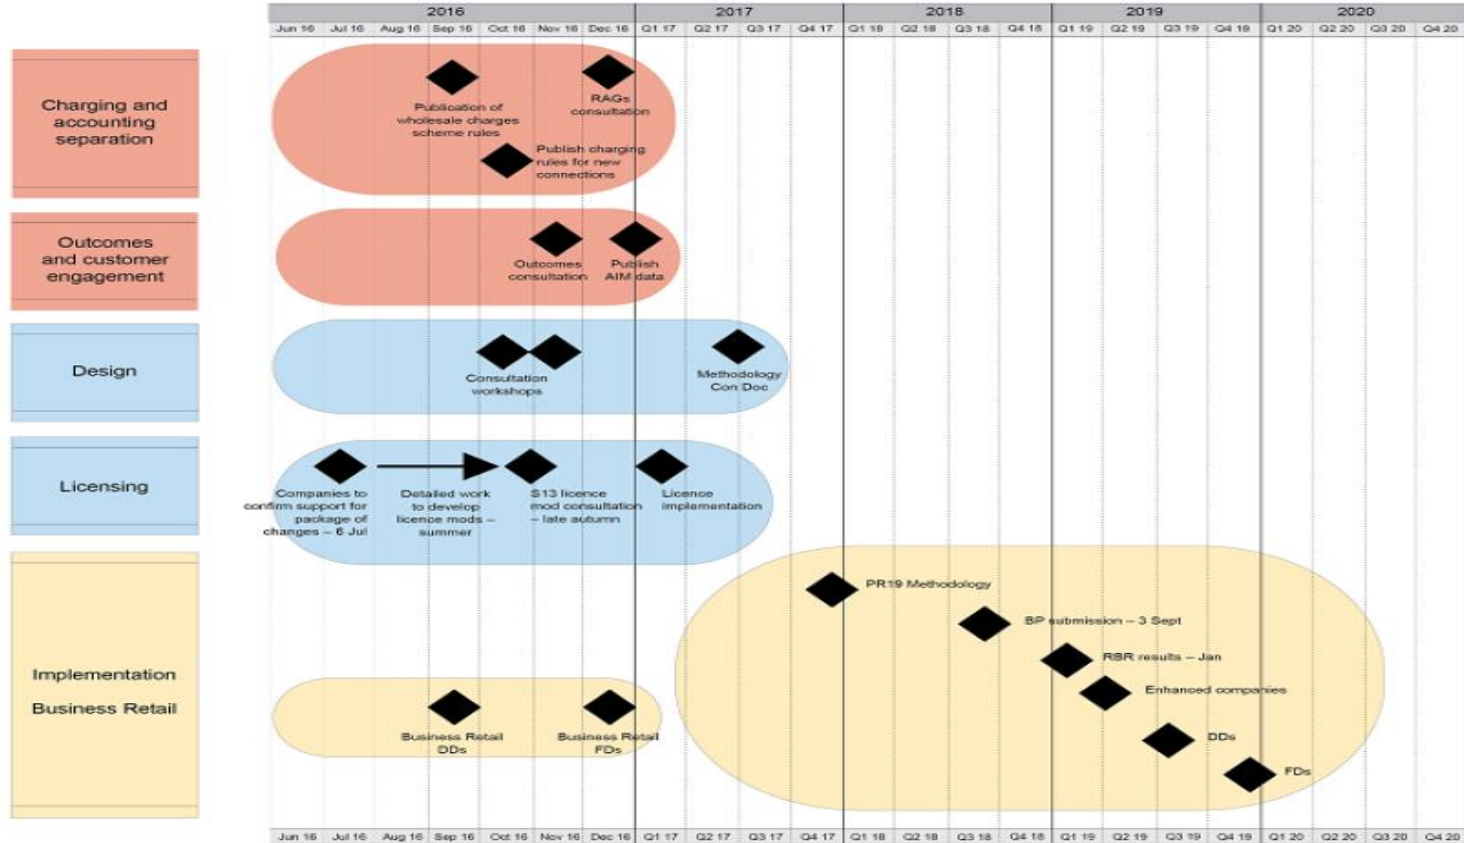 2016 2017 2018 2019 2020
Jun 16 Jul 16 Aug 16 Sep 16 Oct 16 Nov 16 Dec 16 Q1 17 Q2 17 Q3 17 Q4 17 Q1 18 Q2 18 Q3 18 Q4 18 Q1 19 Q2 19 Q3 19 Q4 19 Q1 20 Q2 20 Q3 20 Q4 20
Charging and
accounting
separation
Publication of
wholesale charges
scheme rules
RAGs
consultation
Publish charging
rules for new
connections
Outcomes
and customer
engagement
Outcomes
consultation
Publish
AIM data
Design
Consultation
workshops
Methodology
Con Doc
Licensing
Companies to
confirm support for
package of
changes – 6 Jul
Detailed work
to develop
licence mods –
summer
S13 licence
mod consultation
– late autumn
Licence
implementation
Implementation
Business Retail
PR19 Methodology
BP submission – 3 Sept
RBR results – Jan
Enhanced companies
DDs
FDs
Business Retail
DDs
Business Retail
FDs
Jun 16 Jul 16 Aug 16 Sep 16 Oct 16 Nov 16 Dec 16 Q1 17 Q2 17 Q3 17 Q4 17 Q1 18 Q2 18 Q3 18 Q4 18 Q1 19 Q2 19 Q3 19 Q4 19 Q1 20 Q2 20 Q3 20 Q4 20